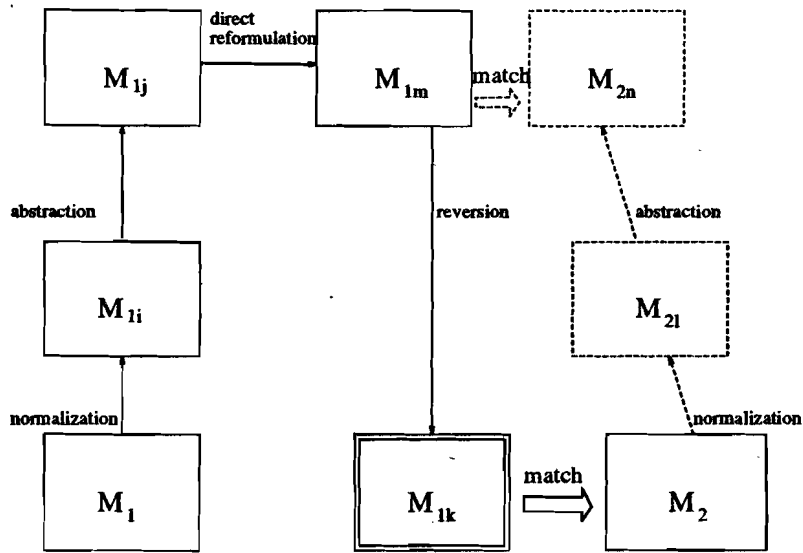 direct
reformulation
M1j
M1m
match
M2n
abstraction
reversion
abstraction
M1i
M2l
normalization
normalization
M1
M1k
match
M2